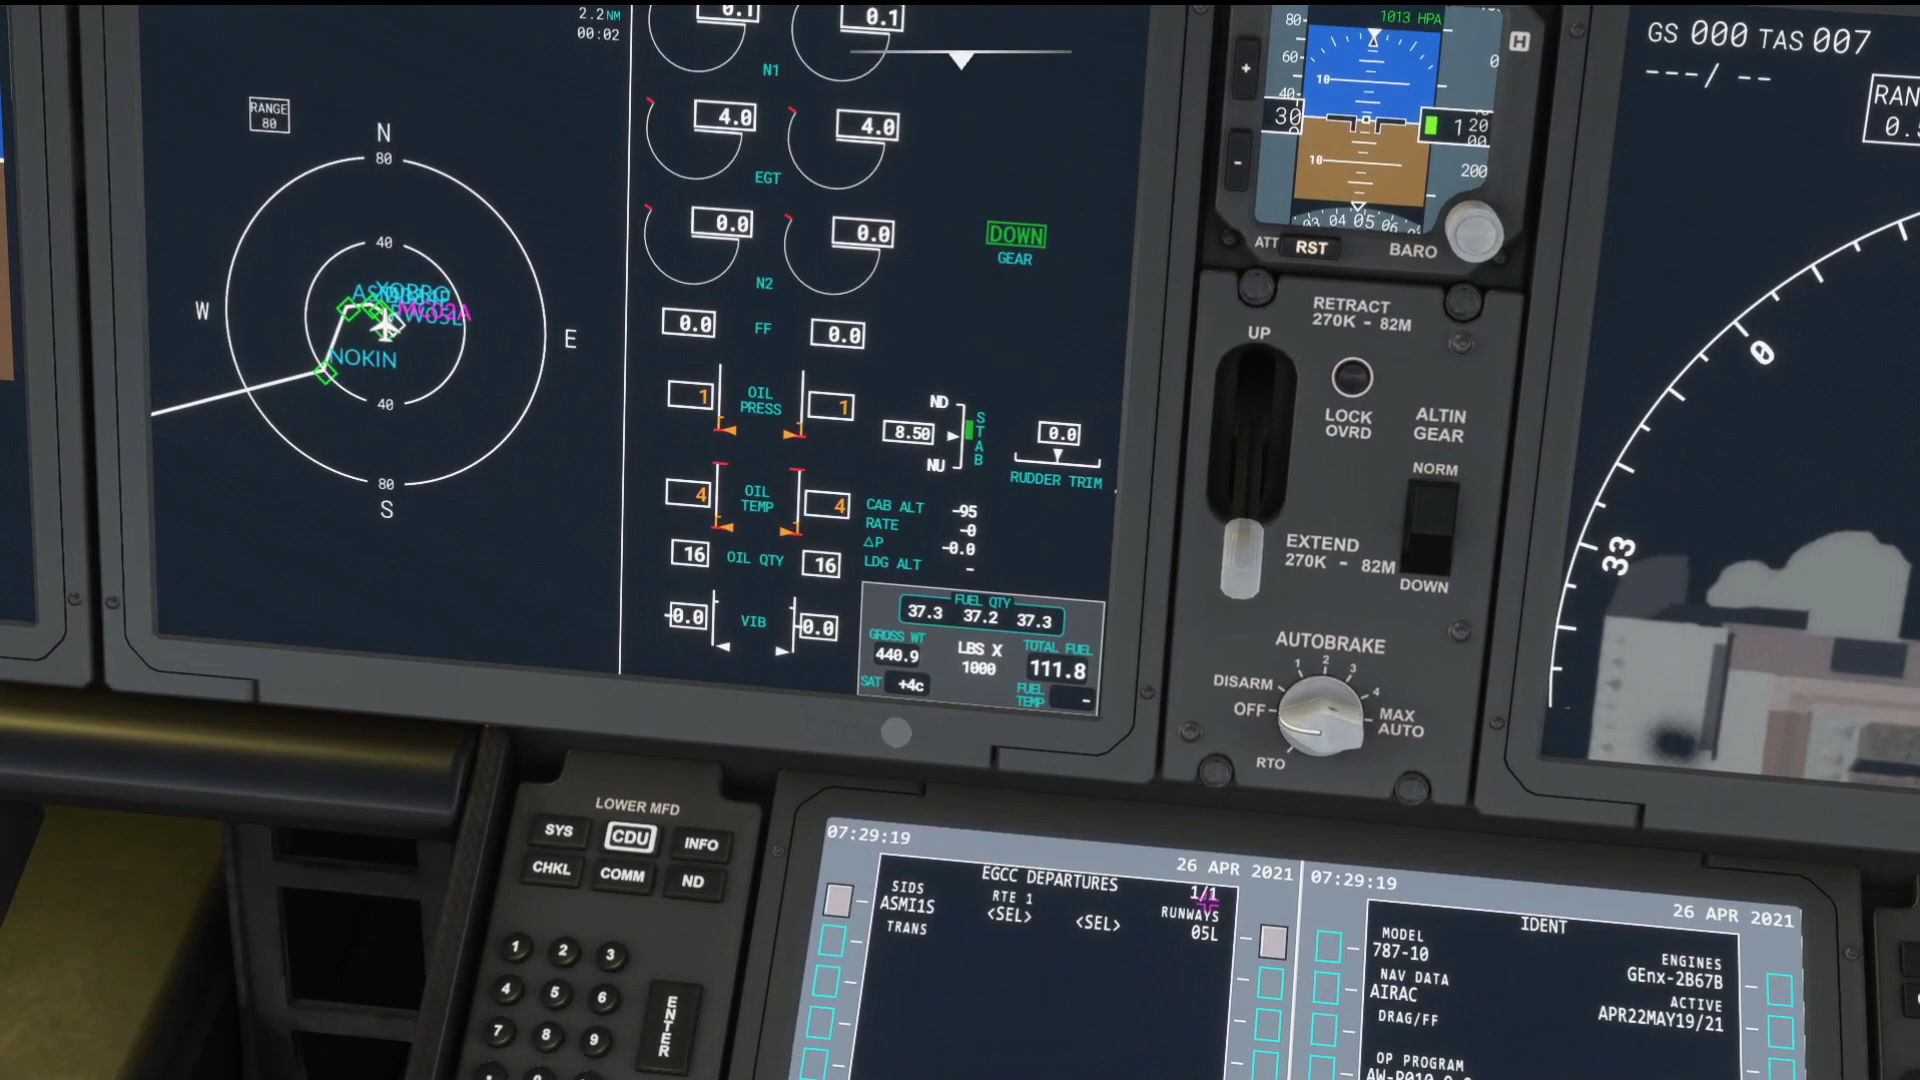 2.2NM
00:02
RANGE
80
N
80
40
W
E
NOKIN
40
80
S
0.1
0.1
N1
4.0
4.0
EGT
0.0
0.0
N2
0.0
FF
0.0
1
OIL
PRESS
1
4
OIL
TEMP
4
16
OIL QTY
16
-0.0
VIB
-0.0
DOWN
GEAR
ND
8.50
NU
STAB
0.0
RUDDER TRIM
CAB ALT -95
RATE -0
ΔP -0.0
LDG ALT -
FUEL QTY
37.3 37.2 37.3
GROSS WT
440.9
LBS X
1000
TOTAL FUEL
111.8
SAT +4c
FUEL
TEMP -
1013 HPA
80
60
40
30
10
10
0
120
00
200
04 05 06
+
-
H
ATT
RST
BARO
RETRACT
270K - 82M
UP
LOCK
OVRD
ALTIN
GEAR
NORM
EXTEND
270K - 82M
DOWN
AUTOBRAKE
1
2
3
4
DISARM
OFF
MAX
AUTO
RTO
GS 000 TAS 007
---/ --
0
33
LOWER MFD
SYS
CDU
INFO
CHKL
COMM
ND
1
2
3
4
5
6
7
8
9
ENTER
07:29:19
26 APR 2021
EGCC DEPARTURES
1/1
SIDS
RTE 1
RUNWAYS
ASMI1S
<SEL>
<SEL>
05L
TRANS
07:29:19
26 APR 2021
IDENT
MODEL
787-10
ENGINES
GEnx-2B67B
NAV DATA
AIRAC
ACTIVE
APR22MAY19/21
DRAG/FF
OP PROGRAM